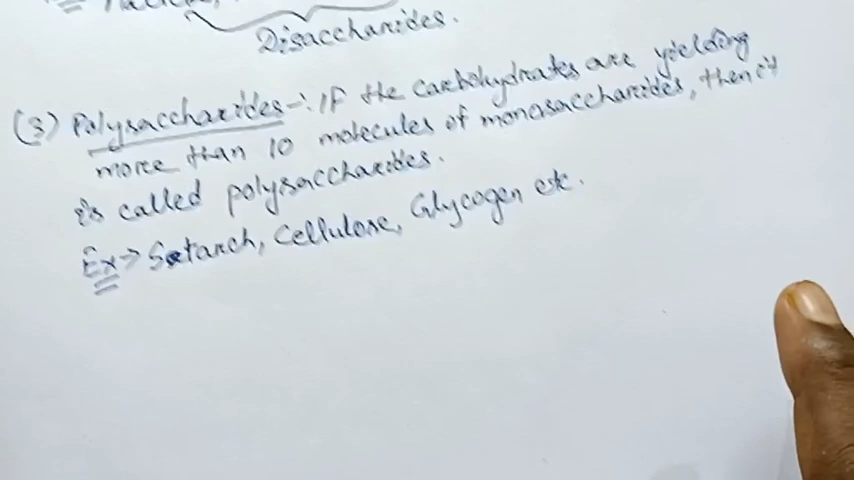 Disaccharides.
(3) Polysaccharides-: IF the carbohydrates are yielding
more than 10 molecules of monosaccharides, then it
is called polysaccharides.
Ex→ Starch, Cellulose, Glycogen etc.